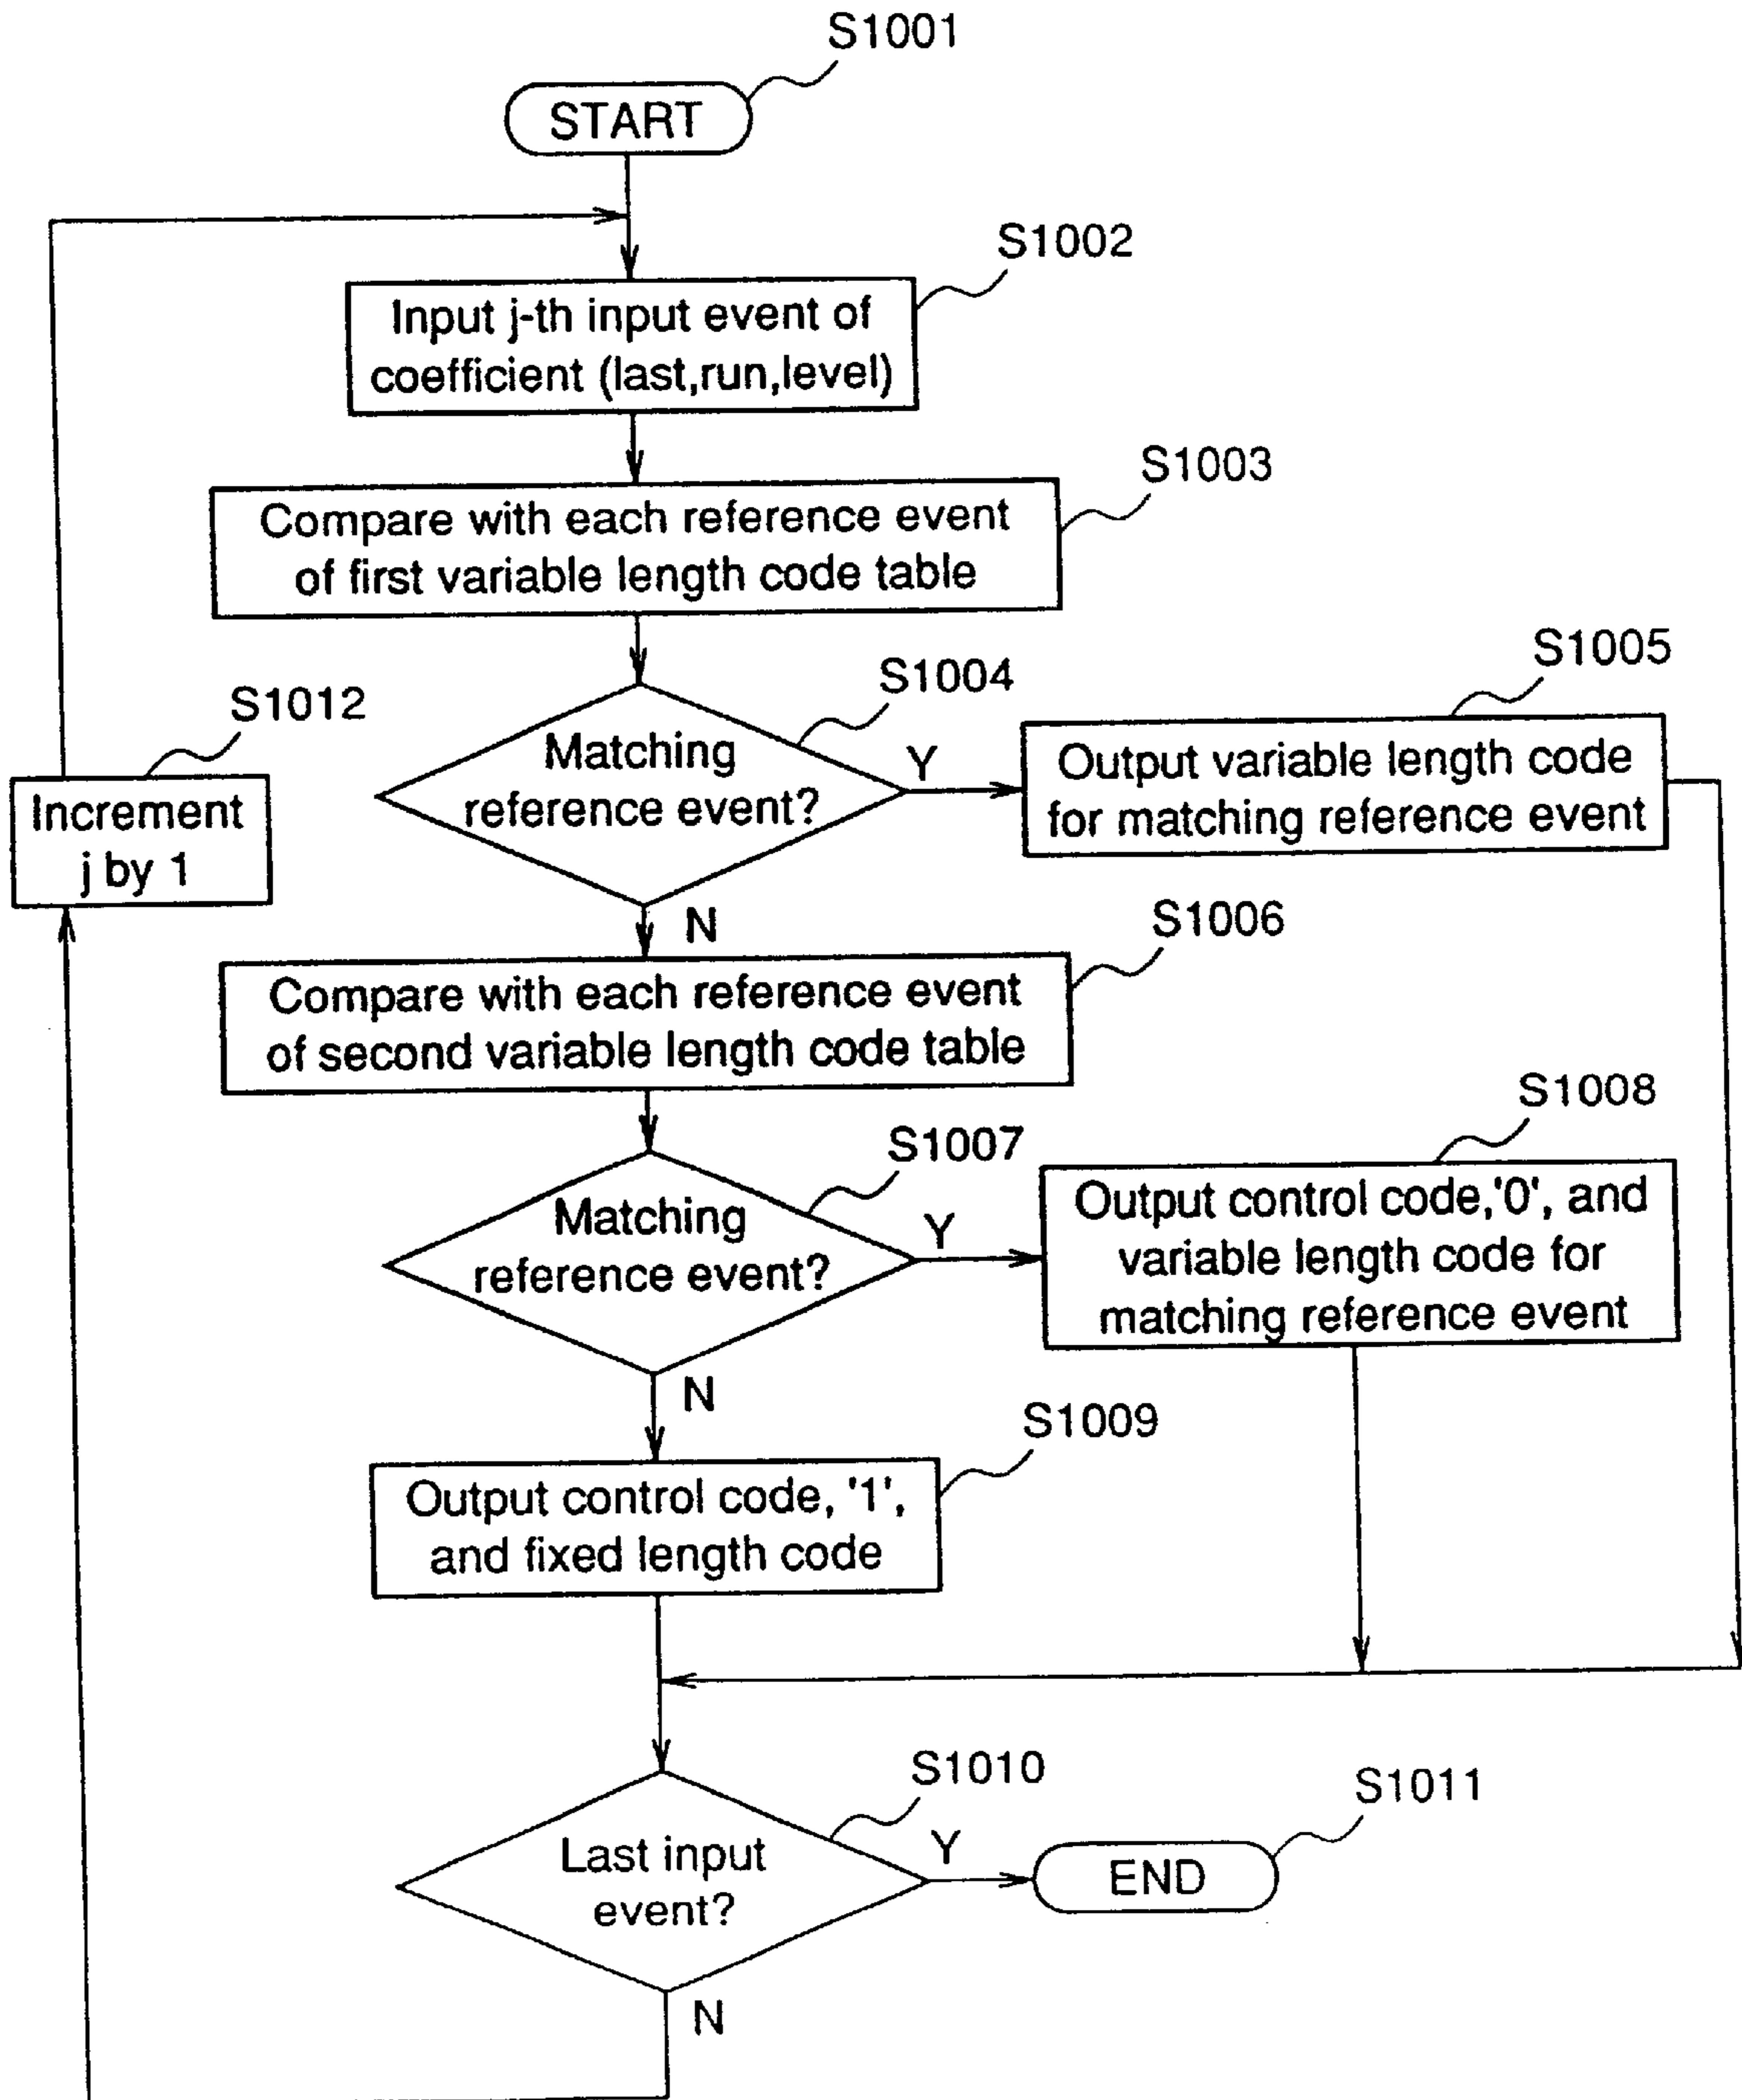 S1001
START
S1002
Input j-th input event of
coefficient (last,run,level)
S1003
Compare with each reference event
of first variable length code table
S1004
Matching
reference event?
Y
S1005
Output variable length code
for matching reference event
S1012
Increment
j by 1
N
S1006
Compare with each reference event
of second variable length code table
S1007
Matching
reference event?
Y
S1008
Output control code,'0', and
variable length code for
matching reference event
N
S1009
Output control code, '1',
and fixed length code
S1010
Last input
event?
Y
S1011
END
N